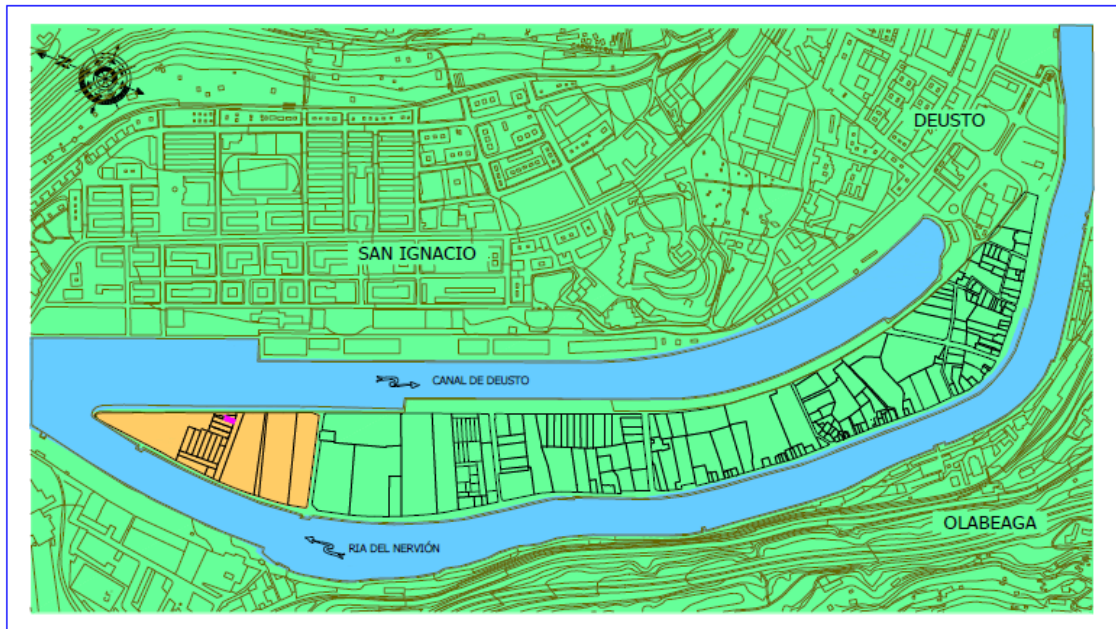 DEUSTO
SAN IGNACIO
CANAL DE DEUSTO
OLABEAGA
RIA DEL NERVIÓN